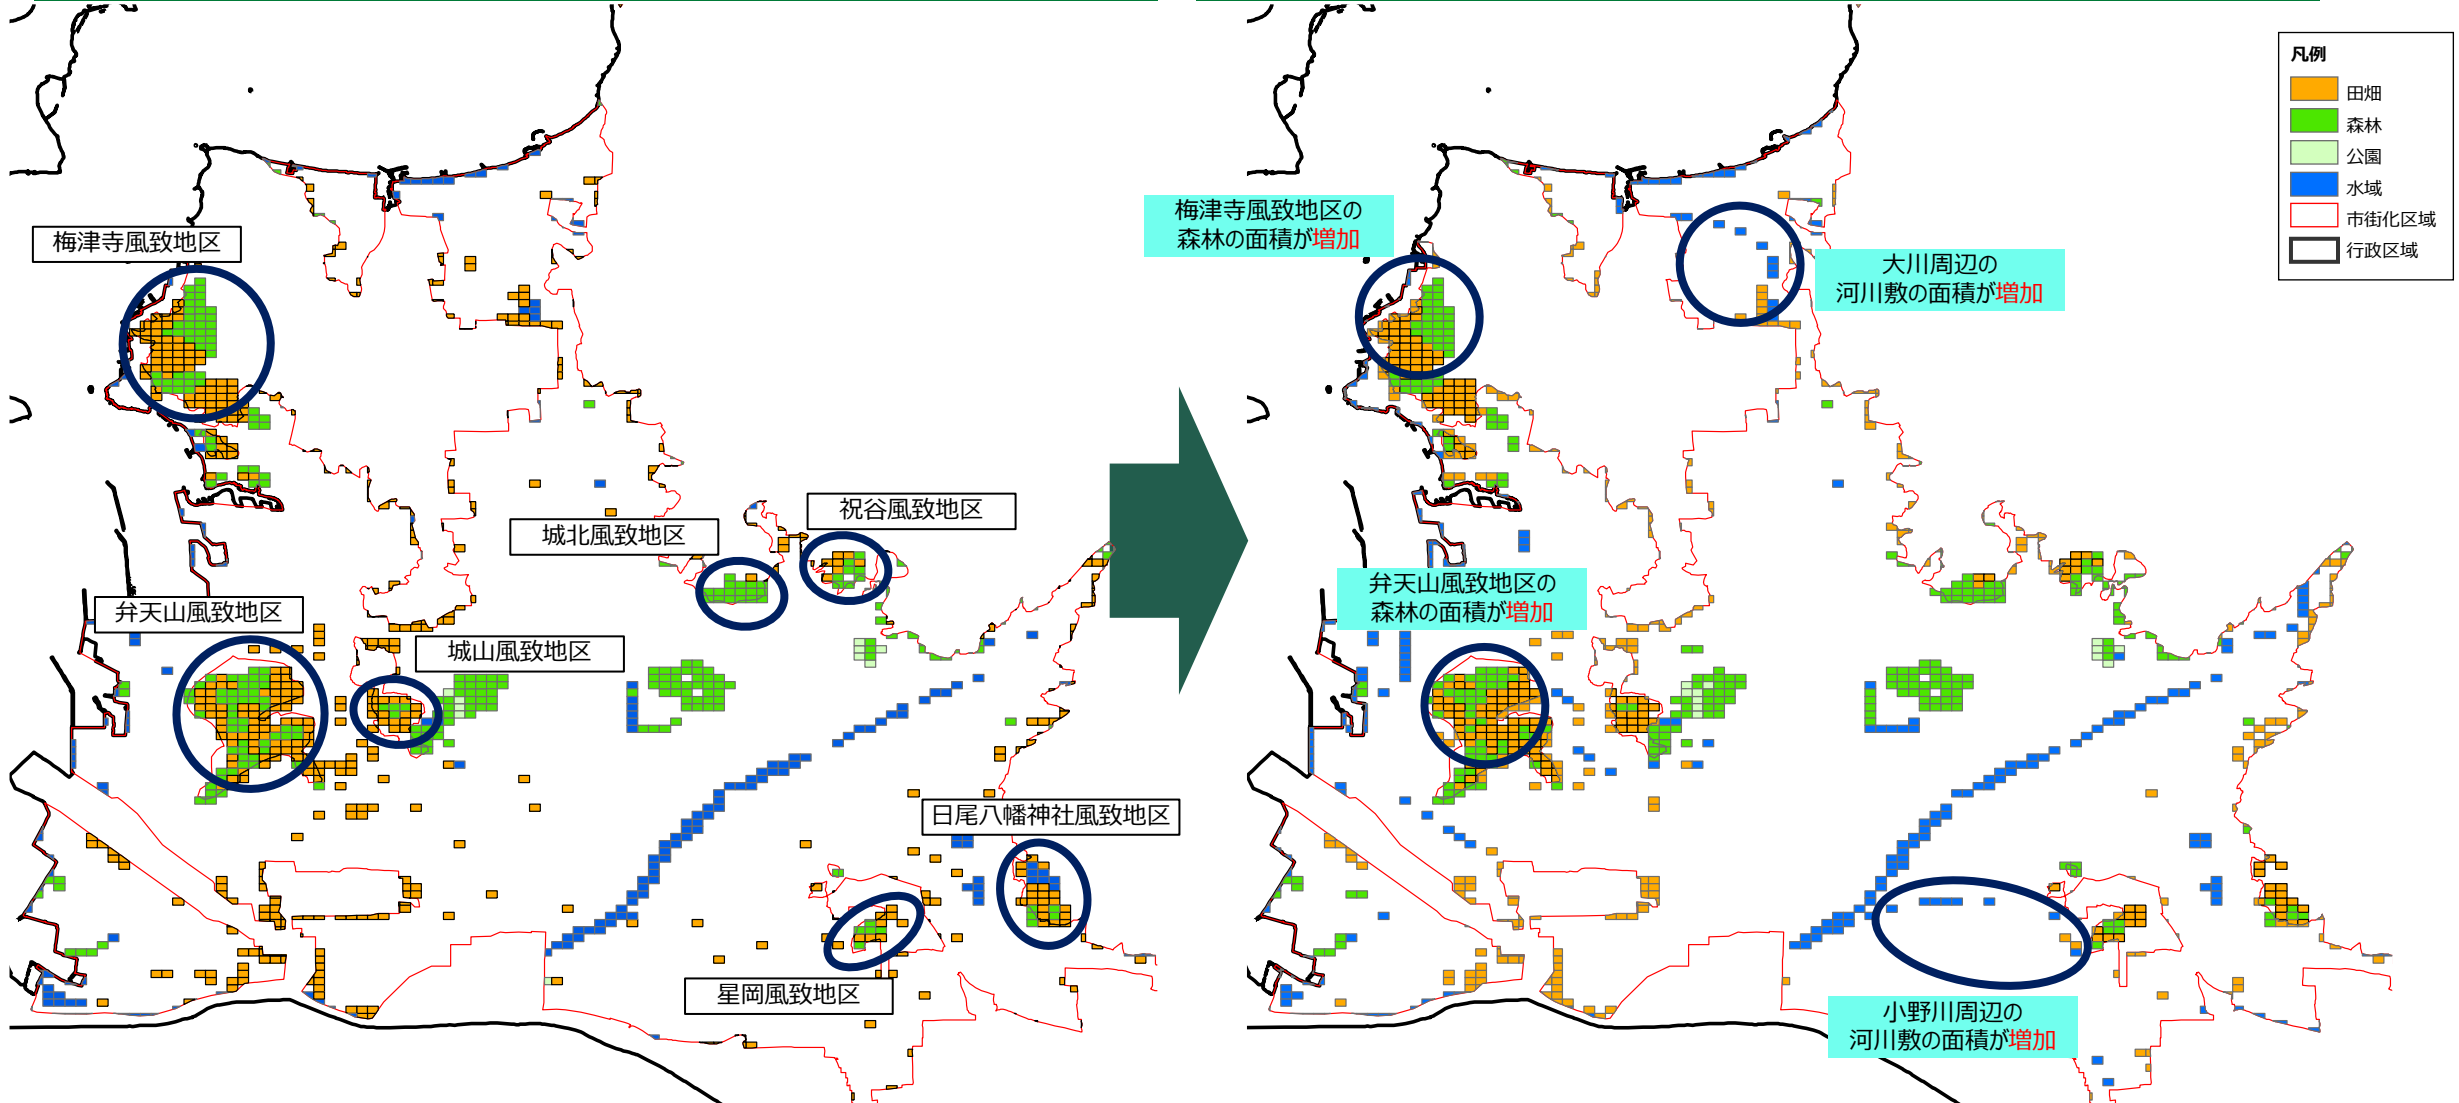 梅津寺風致地区
城北風致地区
祝谷風致地区
弁天山風致地区
城山風致地区
日尾八幡神社風致地区
星岡風致地区
梅津寺風致地区の
森林の面積が増加
大川周辺の
河川敷の面積が増加
弁天山風致地区の
森林の面積が増加
小野川周辺の
河川敷の面積が増加
凡例
田畑
森林
公園
水域
市街化区域
行政区域